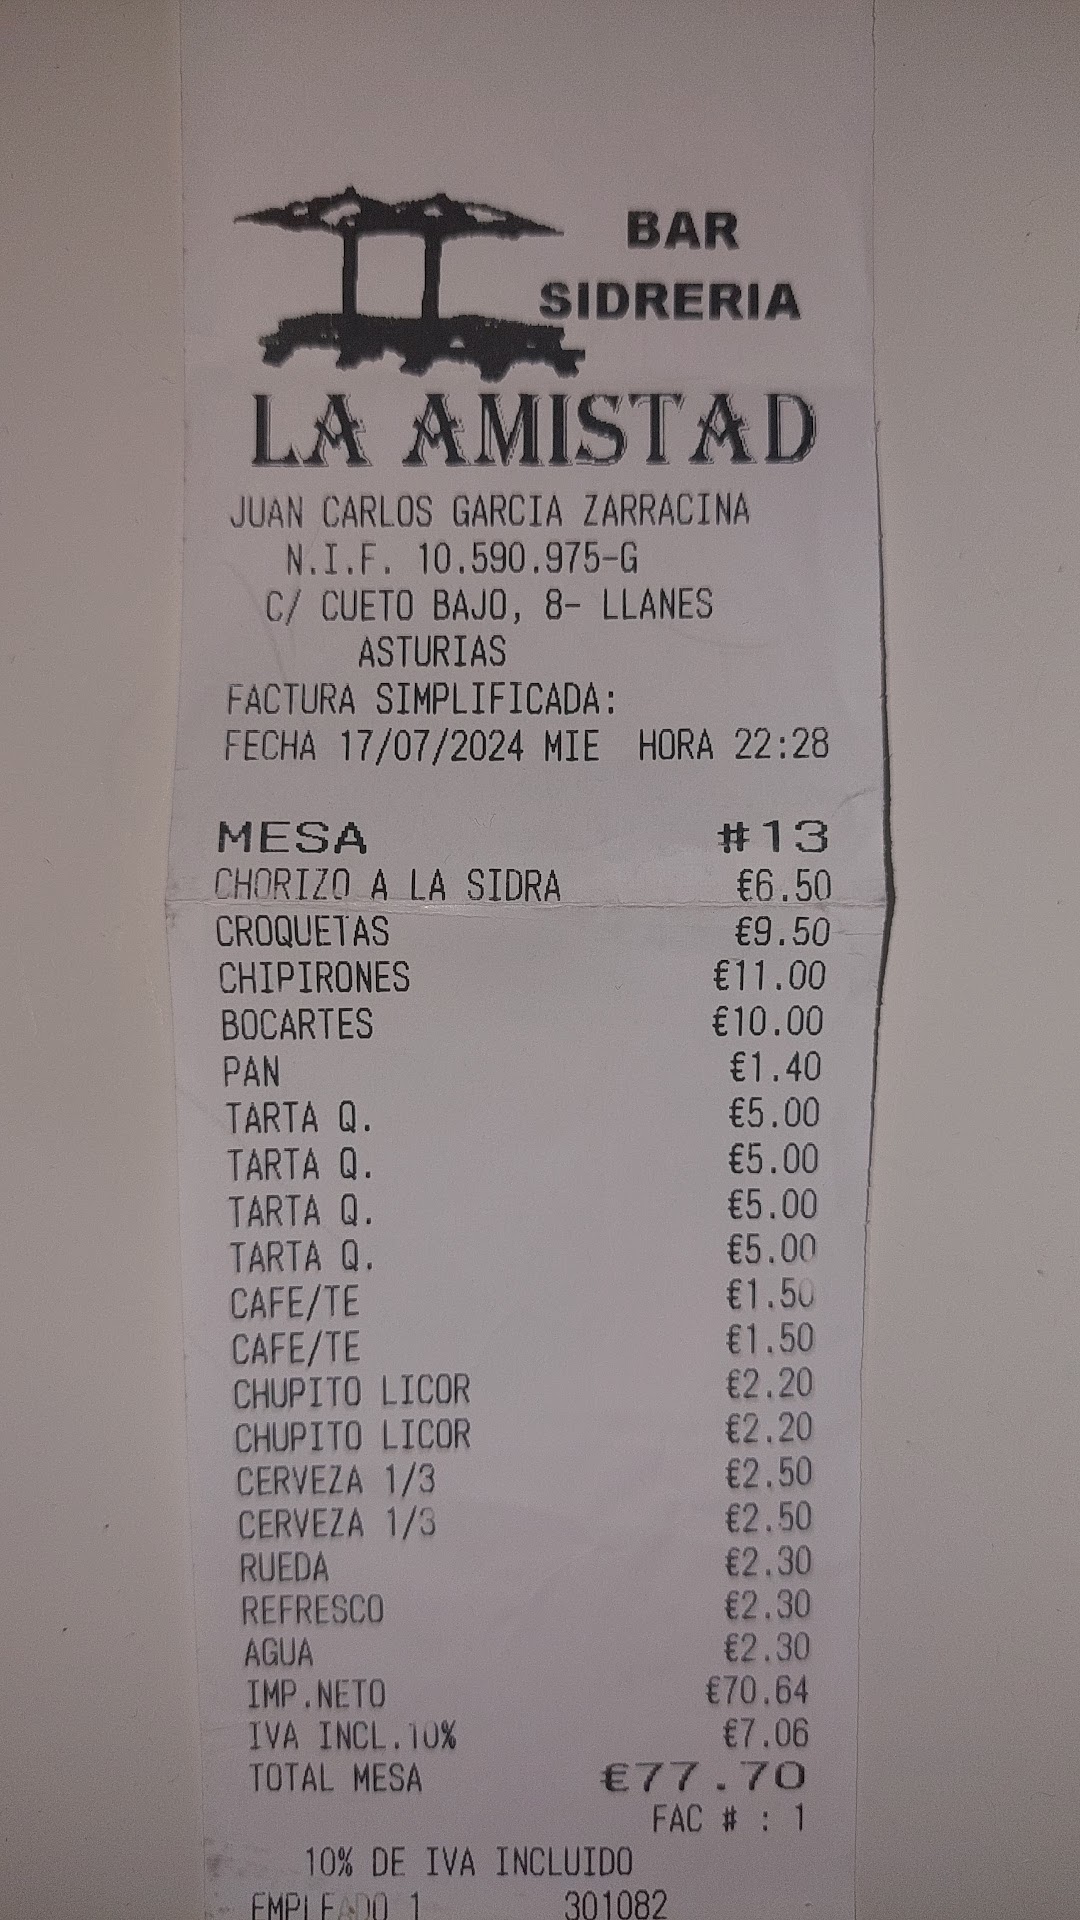 BAR
SIDRERIA
LA AMISTAD
JUAN CARLOS GARCIA ZARRACINA
N.I.F. 10.590.975-G
C/ CUETO BAJO, 8- LLANES
ASTURIAS
FACTURA SIMPLIFICADA:
FECHA 17/07/2024 MIE HORA 22:28
MESA #13
CHORIZO A LA SIDRA €6.50
CROQUETAS €9.50
CHIPIRONES €11.00
BOCARTES €10.00
PAN €1.40
TARTA Q. €5.00
TARTA Q. €5.00
TARTA Q. €5.00
TARTA Q. €5.00
CAFE/TE €1.50
CAFE/TE €1.50
CHUPITO LICOR €2.20
CHUPITO LICOR €2.20
CERVEZA 1/3 €2.50
CERVEZA 1/3 €2.50
RUEDA €2.30
REFRESCO €2.30
AGUA €2.30
IMP.NETO €70.64
IVA INCL.10% €7.06
TOTAL MESA €77.70
FAC # : 1
10% DE IVA INCLUIDO
EMPLEADO 1 301082